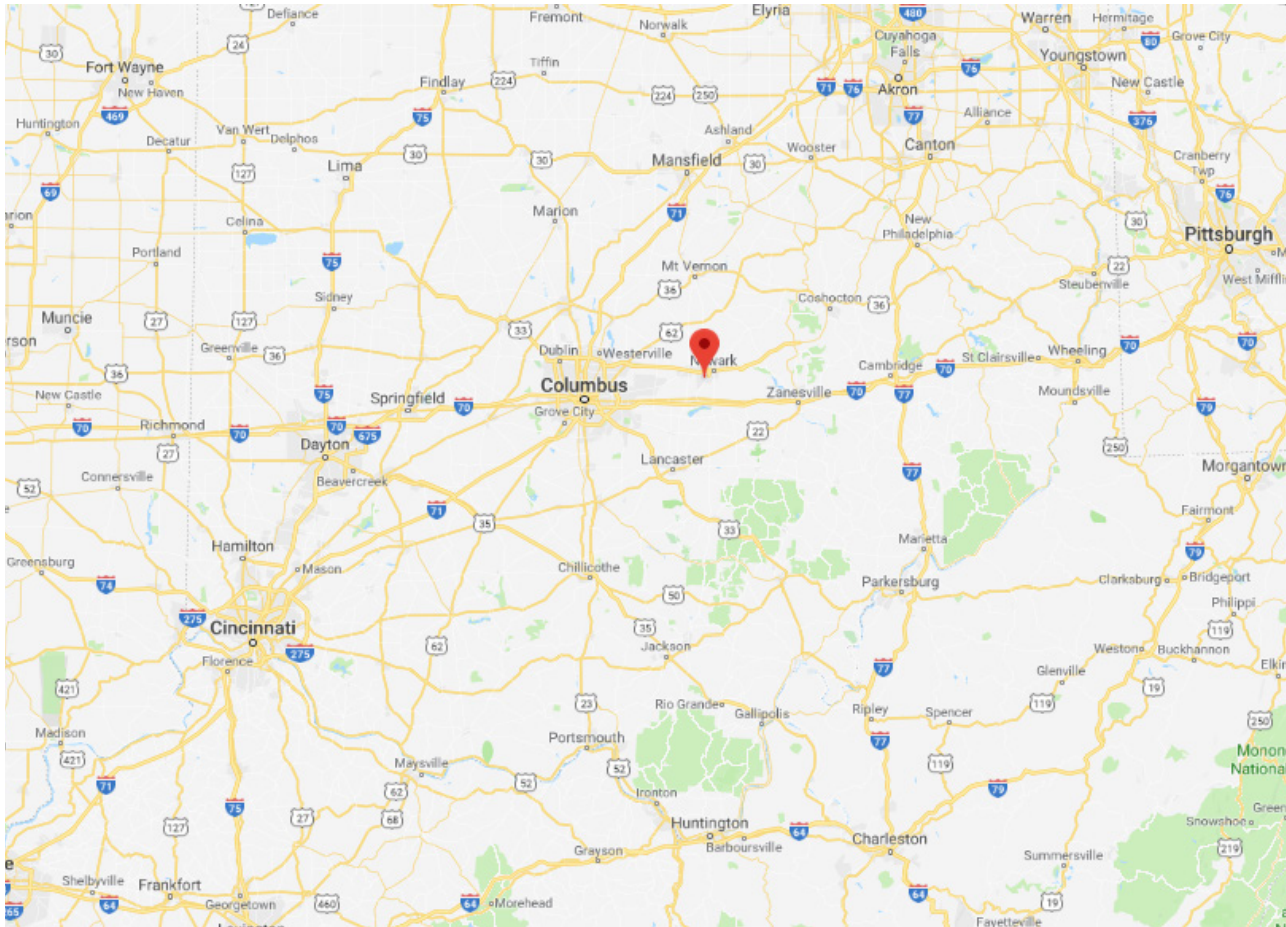 Defiance
Fremont
Norwalk
Elyria
480
Warren
Hermitage
Grove City
24
30
Fort Wayne
New Haven
Tiffin
Findlay
224
224
250
71
76
Cuyahoga
Falls
Akron
76
Youngstown
80
New Castle
469
Huntington
Decatur
Van Wert
Delphos
75
30
30
Ashland
Wooster
77
Alliance
Canton
376
Lima
Mansfield
30
Cranberry
Twp
127
69
76
Celina
Marion
71
New
Philadelphia
30
Pittsburgh
Portland
75
Mt Vernon
22
Steubenville
West Miffli
Sidney
36
Coshocton
36
Muncie
27
127
33
62
70
70
Greenville
36
Dublin
Westerville
Newark
St Clairsville
Wheeling
36
Cambridge
70
Columbus
New Castle
75
Springfield
70
Zanesville
70
77
Moundsville
79
Grove City
70
Richmond
70
70
675
22
Dayton
27
250
Lancaster
Connersville
Beavercreek
77
Morgantown
52
71
35
33
Fairmont
Hamilton
Marietta
79
Greensburg
Mason
Chillicothe
Parkersburg
Clarksburg
Bridgeport
74
50
Philippi
275
Cincinnati
35
119
275
62
Jackson
Weston
Buckhannon
Florence
77
Glenville
421
19
23
Rio Grande
Gallipolis
Ripley
Spencer
119
250
Madison
Portsmouth
77
421
52
119
Maysville
71
52
79
62
Ironton
75
27
68
127
Huntington
64
Charleston
Snowshoe
Barboursville
219
Grayson
Summersville
Shelbyville
Frankfort
64
19
265
Georgetown
460
64
Morehead
Fayetteville